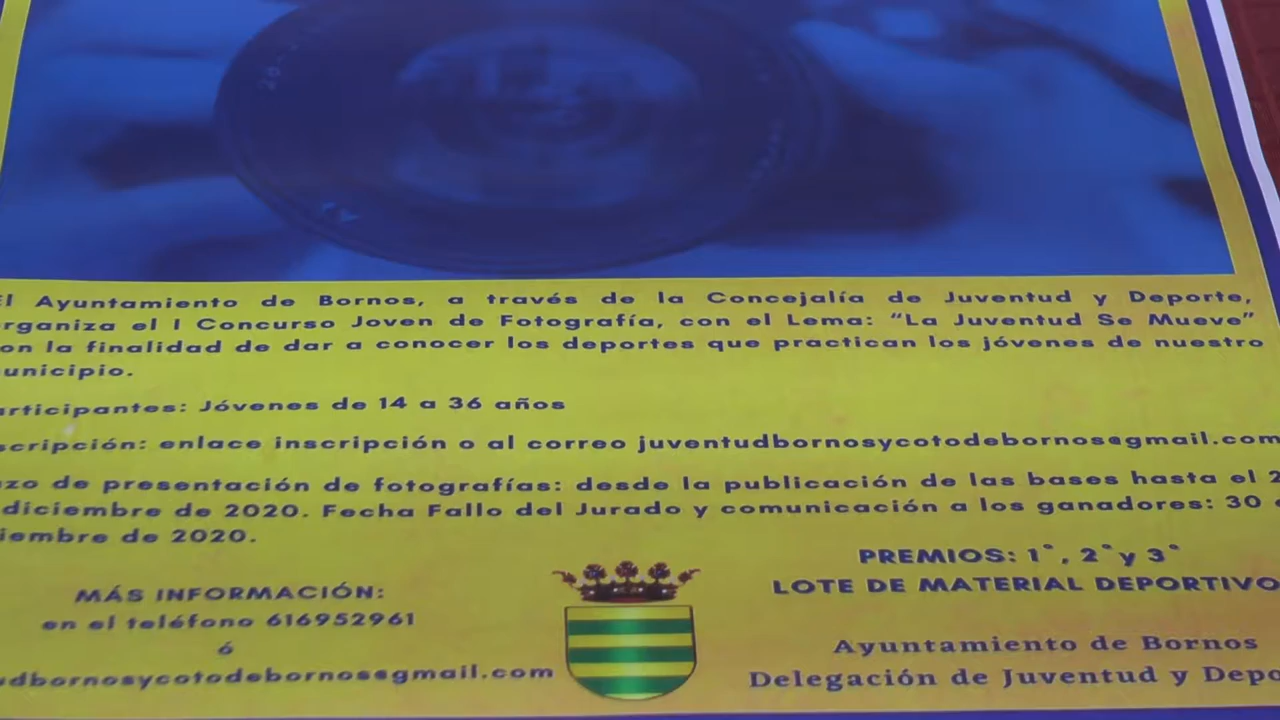 El Ayuntamiento de Bornos, a través de la Concejalía de Juventud y Deporte,
rganiza el I Concurso Joven de Fotografía, con el Lema: “La Juventud Se Mueve”
on la finalidad de dar a conocer los deportes que practican los jóvenes de nuestro
unicipio.
articipantes: Jóvenes de 14 a 36 años
scripción: enlace inscripción o al correo juventudbornosycotodebornos@gmail.com
zo de presentación de fotografías: desde la publicación de las bases hasta el 2
diciembre de 2020. Fecha Fallo del Jurado y comunicación a los ganadores: 30
iembre de 2020.
MÁS INFORMACIÓN:
en el teléfono 616952961
ó
udbornosycotodebornos@gmail.com
PREMIOS: 1°, 2° y 3°
LOTE DE MATERIAL DEPORTIVO
Ayuntamiento de Bornos
Delegación de Juventud y Depo